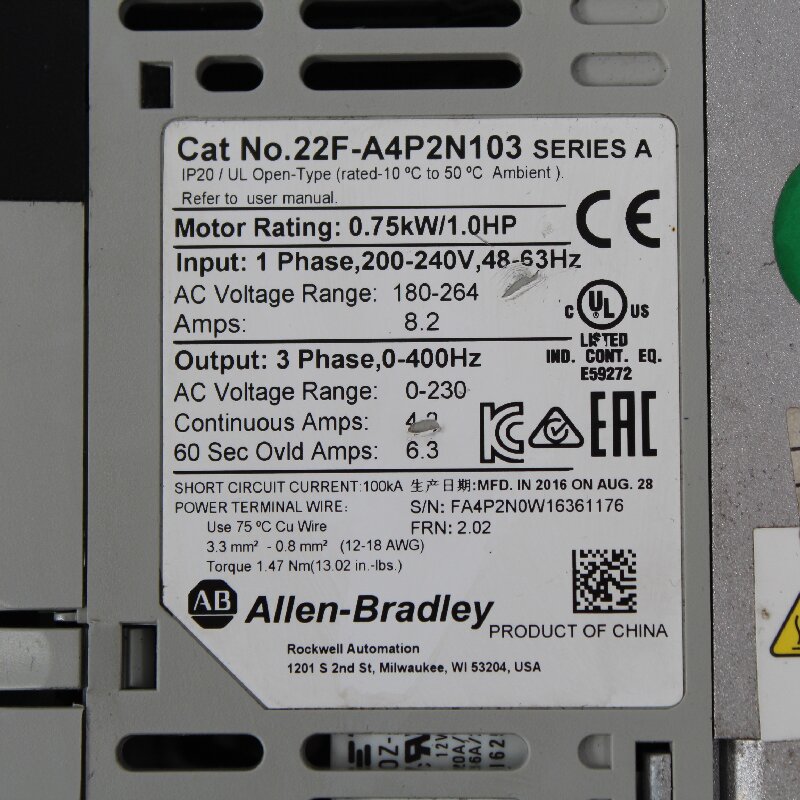 Cat No.22F-A4P2N103 SERIES A
IP20 / UL Open-Type (rated-10 ºC to 50 ºC Ambient ).
Refer to user manual.
Motor Rating: 0.75kW/1.0HP
CE
Input: 1 Phase,200-240V,48-63Hz
AC Voltage Range: 180-264
Amps: 8.2
C UL US
LISTED
IND. CONT. EQ.
E59272
Output: 3 Phase,0-400Hz
AC Voltage Range: 0-230
Continuous Amps:
60 Sec Ovld Amps: 6.3
KC
EAC
SHORT CIRCUIT CURRENT:100kA 生产日期:MFD. IN 2016 ON AUG. 28
POWER TERMINAL WIRE: S/N: FA4P2N0W16361176
Use 75 ºC Cu Wire FRN: 2.02
3.3 mm² - 0.8 mm² (12-18 AWG)
Torque 1.47 Nm(13.02 in.-lbs.)
AB Allen-Bradley
PRODUCT OF CHINA
Rockwell Automation
1201 S 2nd St, Milwaukee, WI 53204, USA